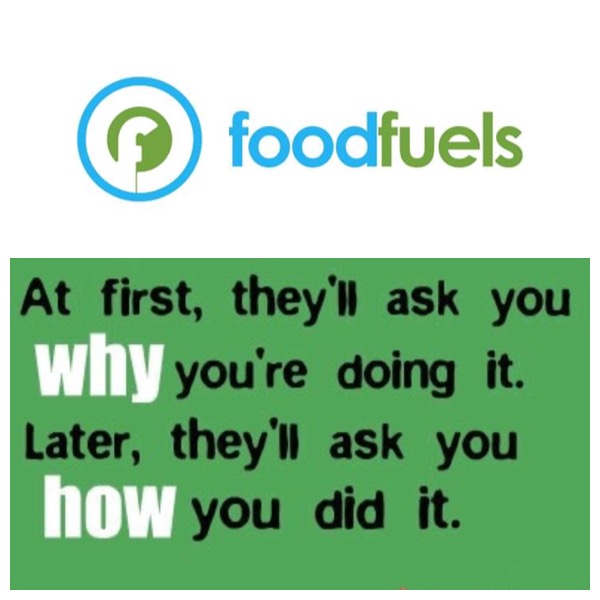 foodfuels
At first, they'll ask you
why you're doing it.
Later, they'll ask you
how you did it.